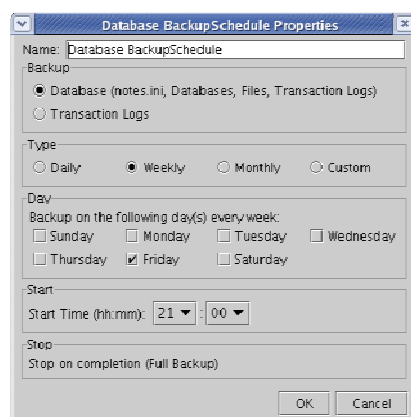 Database BackupSchedule Properties
Name: Database BackupSchedule
Backup
Database (notes.ini, Databases, Files, Transaction Logs)
Transaction Logs
Type
Daily Weekly Monthly Custom
Day
Backup on the following day(s) every week:
Sunday Monday Tuesday Wednesday
Thursday Friday Saturday
Start
Start Time (hh:mm): 21 : 00
Stop
Stop on completion (Full Backup)
OK Cancel